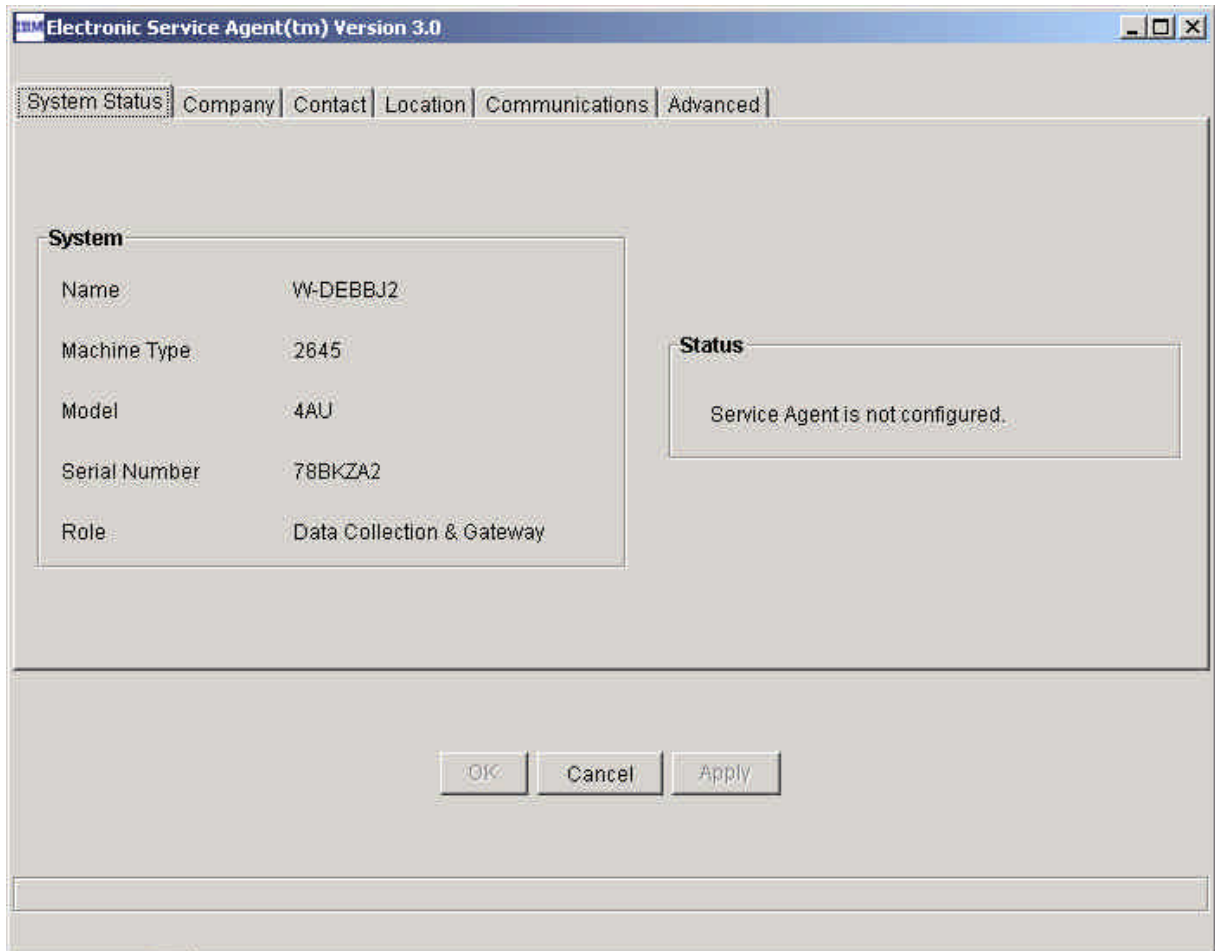 IBM Electronic Service Agent(tm) Version 3.0
System Status Company Contact Location Communications Advanced
System
Name W-DEBBJ2
Machine Type 2645
Model 4AU
Serial Number 78BKZA2
Role Data Collection & Gateway
Status
Service Agent is not configured.
OK Cancel Apply